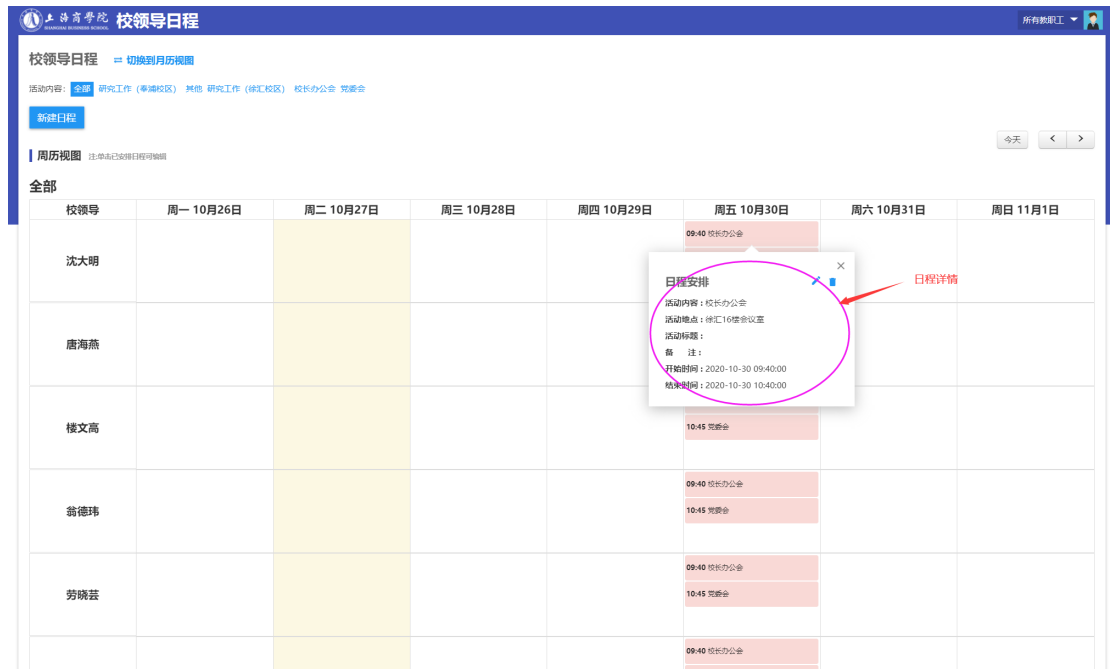 上海商学院 校领导日程
SHANGHAI BUSINESS SCHOOL
所有教职工
校领导日程 切换到月历视图
活动内容: 全部 研究工作（奉浦校区） 其他 研究工作（徐汇校区） 校长办公会 党委会
新建日程
今天 < >
周历视图 注:单击已安排日程可编辑
全部
校领导 周一 10月26日 周二 10月27日 周三 10月28日 周四 10月29日 周五 10月30日 周六 10月31日 周日 11月1日
沈大明
09:40 校长办公会
日程安排
活动内容：校长办公会
活动地点：徐汇16楼会议室
活动标题：
备 注：
开始时间：2020-10-30 09:40:00
结束时间：2020-10-30 10:40:00
日程详情
唐海燕
楼文高
10:45 党委会
翁德玮
09:40 校长办公会
10:45 党委会
劳晓芸
09:40 校长办公会
10:45 党委会
09:40 校长办公会